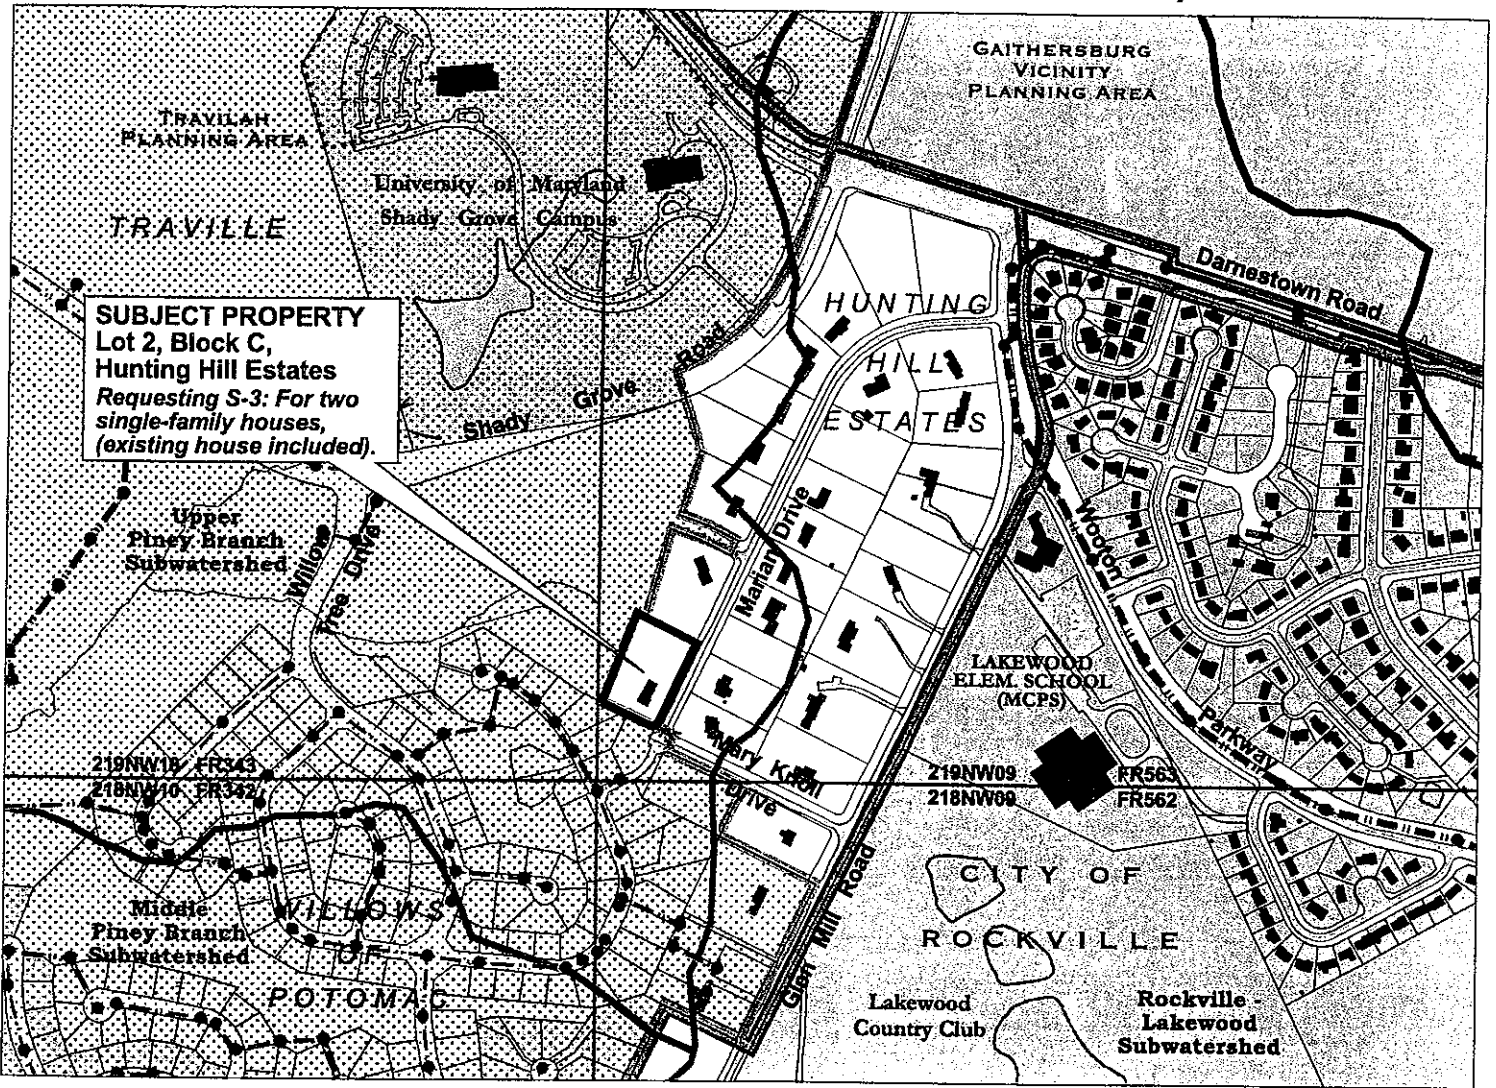 GAITHERSBURG
VICINITY
PLANNING AREA
TRAVILAH
PLANNING AREA
University of Maryland
Shady Grove Campus
TRAVILLE
SUBJECT PROPERTY
Lot 2, Block C,
Hunting Hill Estates
Requesting S-3: For two
single-family houses,
(existing house included).
HUNTING
HILL
ESTATES
Darnestown Road
Shady Grove Road
Upper
Piney Branch
Subwatershed
Willow
Tree Drive
Drive
Wooton
Parkway
LAKEWOOD
ELEM. SCHOOL
(MCPS)
Mary Knoll
Drive
FR343
218NW10 FR342
219NW09 FR563
218NW09 FR562
Glen Mill Road
CITY OF
ROCKVILLE
Middle
Piney Branch
Subwatershed
WILLOWS
OF
POTOMAC
Lakewood
Country Club
Rockville -
Lakewood
Subwatershed